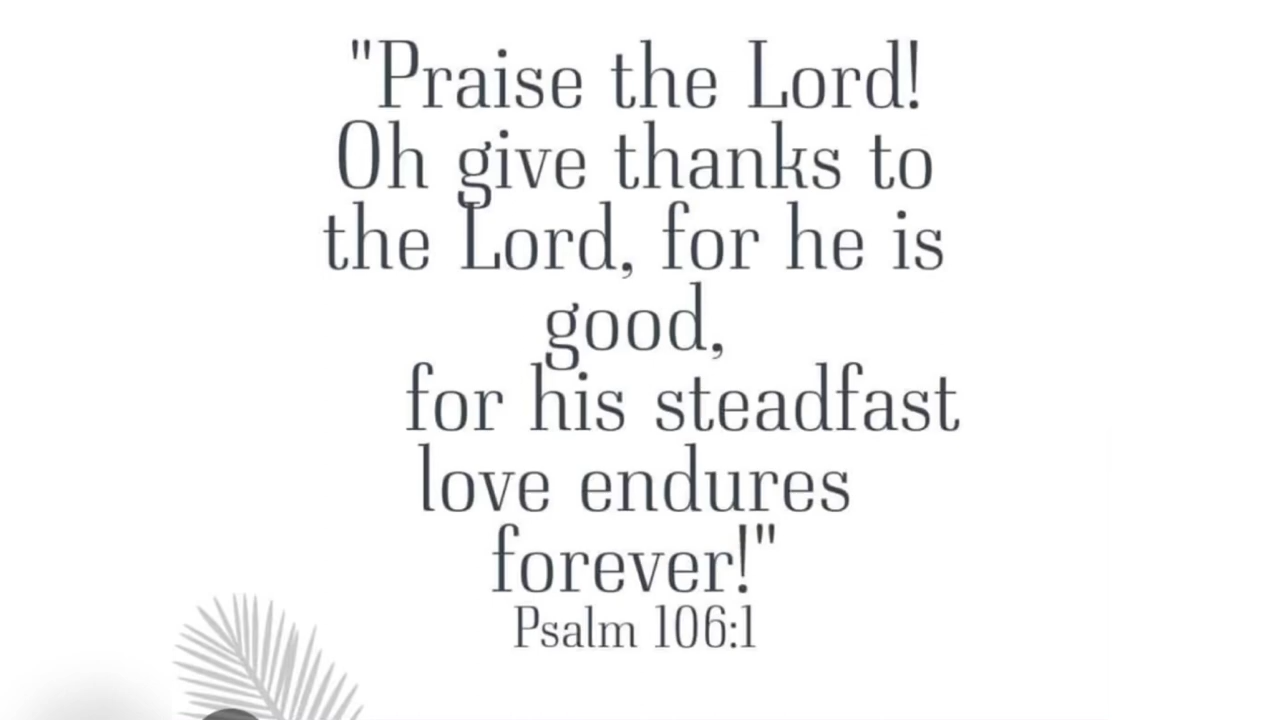 "Praise the Lord!
Oh give thanks to
the Lord, for he is
good,
for his steadfast
love endures
forever!"
Psalm 106:1